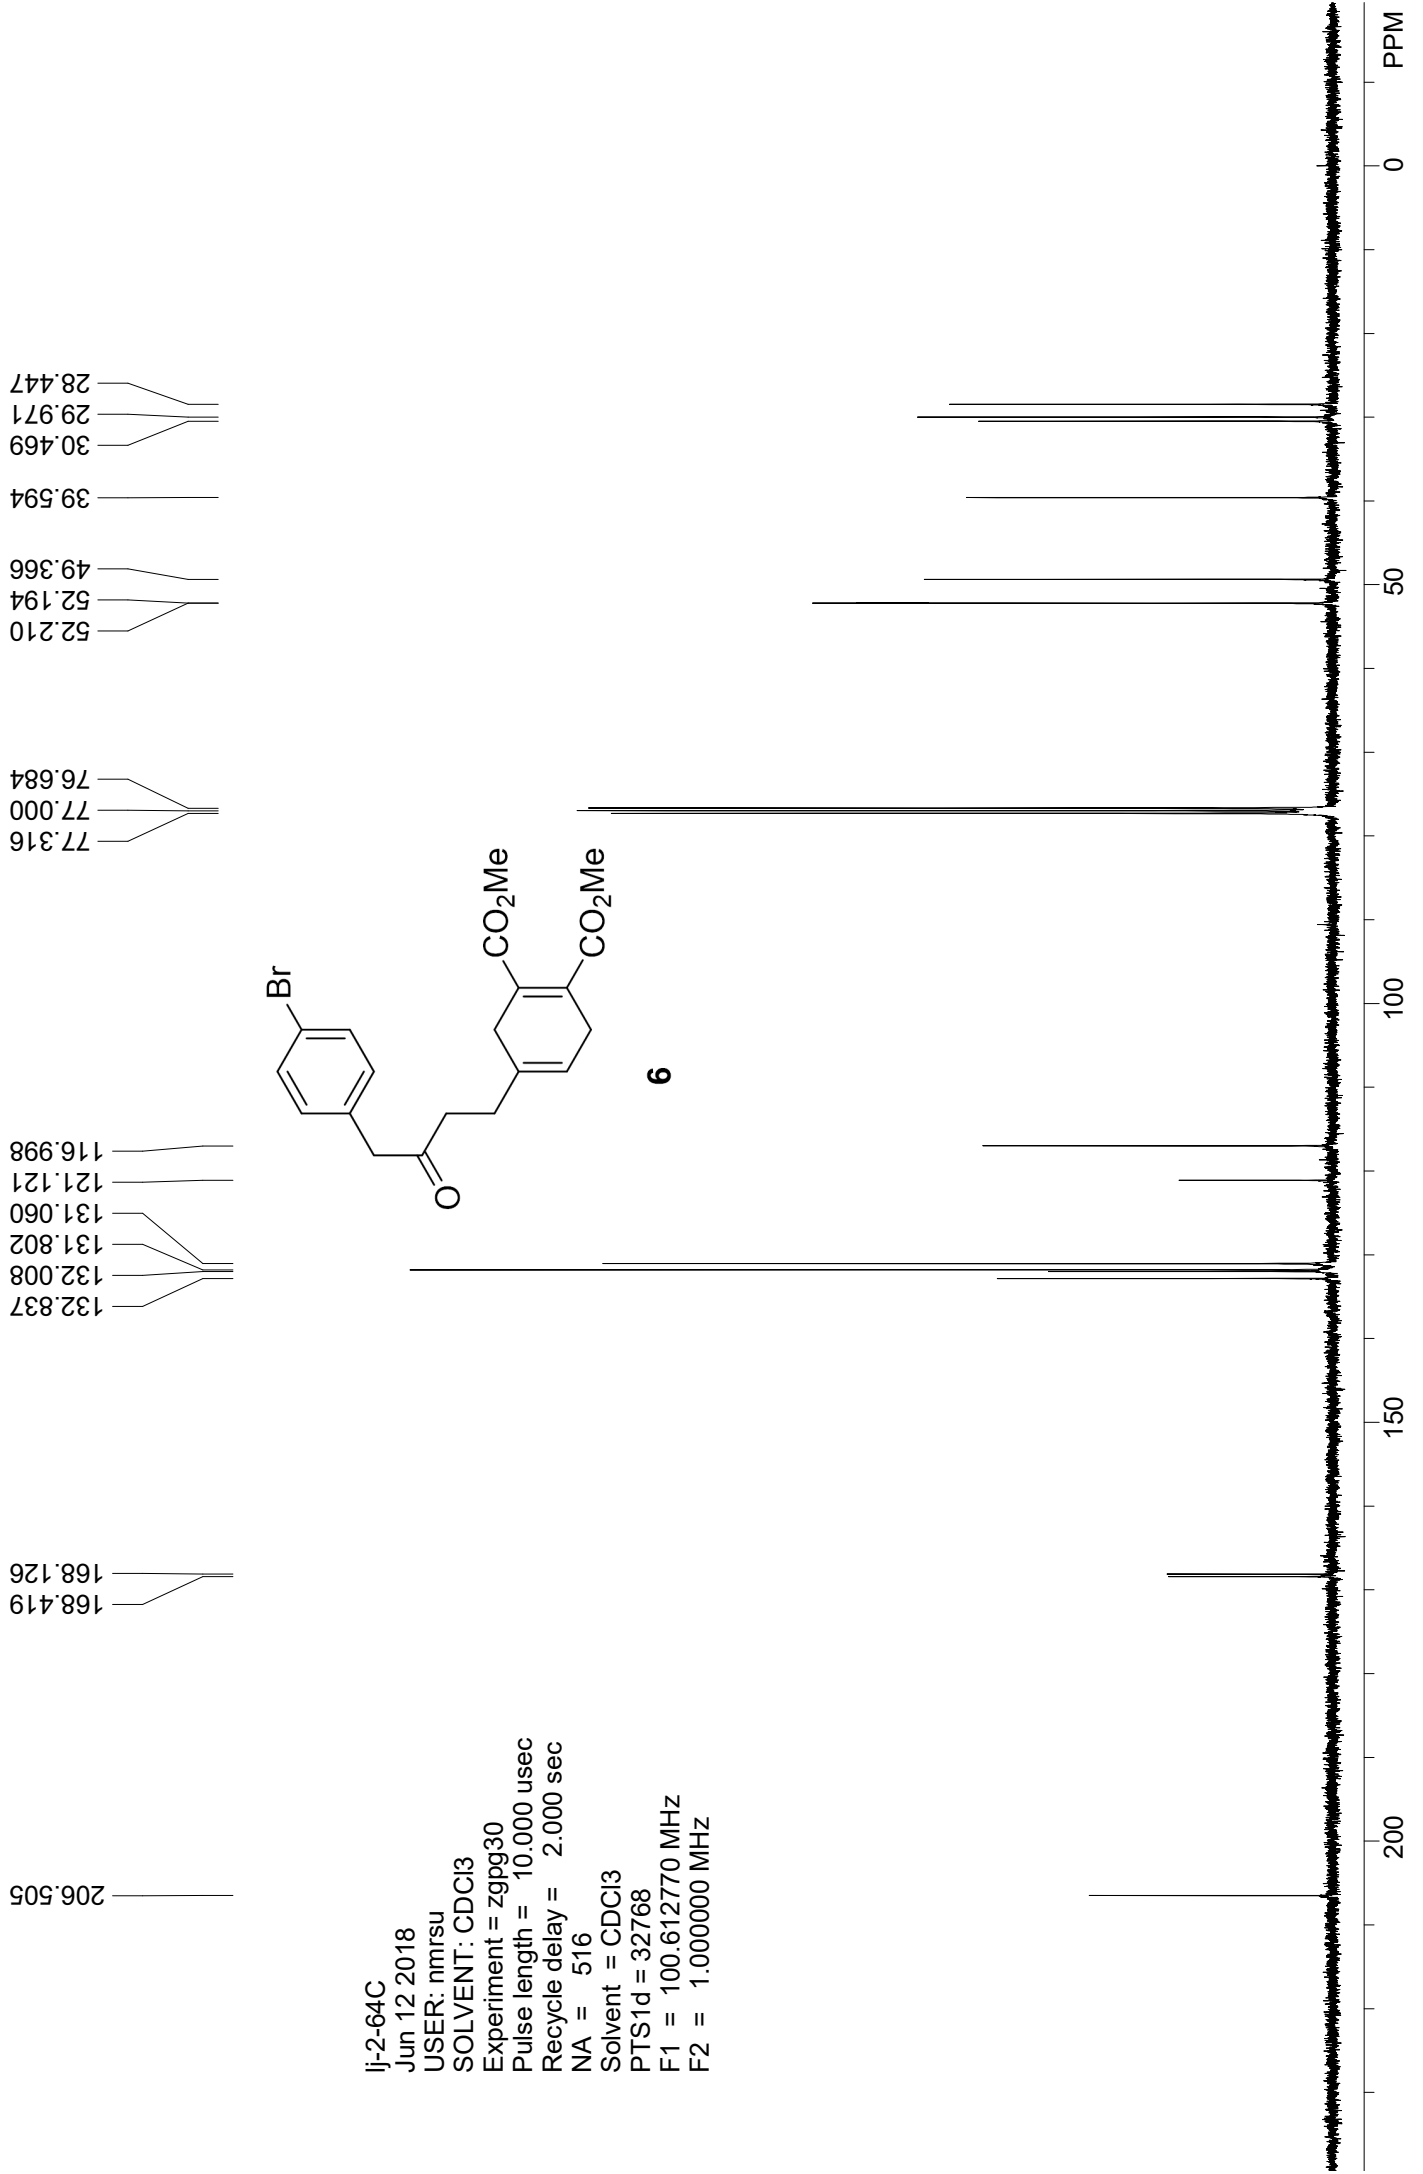 lj-2-64C
Jun 12 2018
USER: nmrsu
SOLVENT: CDCl3
Experiment = zgpg30
Pulse length = 10.000 usec
Recycle delay = 2.000 sec
NA = 516
Solvent = CDCl3
PTS1d = 32768
F1 = 100.612770 MHz
F2 = 1.000000 MHz
206.505
168.419
168.126
132.837
132.008
131.802
131.060
121.121
116.998
77.316
77.000
76.684
52.210
52.194
49.366
39.594
30.469
29.971
28.447
Br
O
CO2Me
CO2Me
6
200
150
100
50
0
PPM